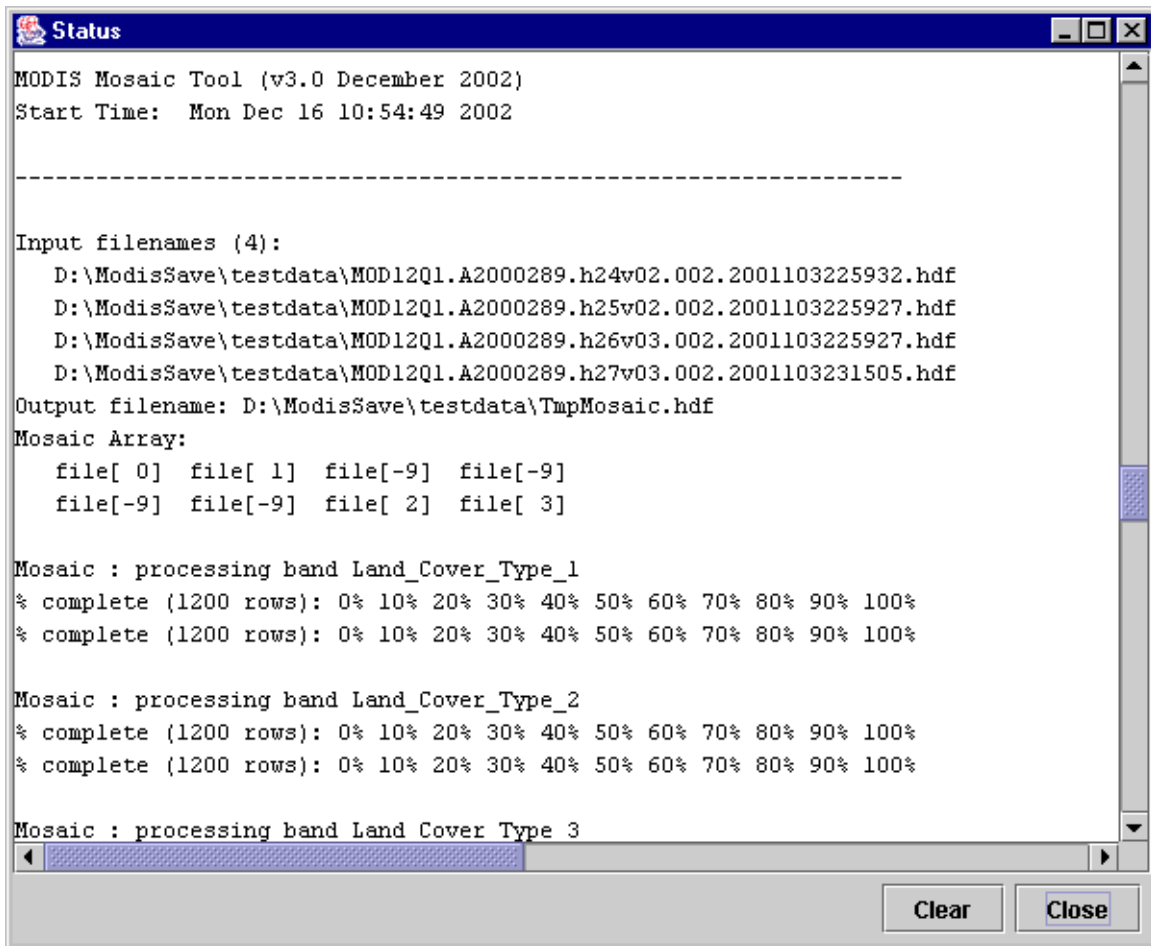 Status
MODIS Mosaic Tool (v3.0 December 2002)
Start Time:  Mon Dec 16 10:54:49 2002
------------------------------------------------------------------
Input filenames (4):
   D:\ModisSave\testdata\MOD12Q1.A2000289.h24v02.002.2001103225932.hdf
   D:\ModisSave\testdata\MOD12Q1.A2000289.h25v02.002.2001103225927.hdf
   D:\ModisSave\testdata\MOD12Q1.A2000289.h26v03.002.2001103225927.hdf
   D:\ModisSave\testdata\MOD12Q1.A2000289.h27v03.002.2001103231505.hdf
Output filename: D:\ModisSave\testdata\TmpMosaic.hdf
Mosaic Array:
   file[ 0]  file[ 1]  file[-9]  file[-9]
   file[-9]  file[-9]  file[ 2]  file[ 3]
Mosaic : processing band Land_Cover_Type_1
% complete (1200 rows): 0% 10% 20% 30% 40% 50% 60% 70% 80% 90% 100%
% complete (1200 rows): 0% 10% 20% 30% 40% 50% 60% 70% 80% 90% 100%
Mosaic : processing band Land_Cover_Type_2
% complete (1200 rows): 0% 10% 20% 30% 40% 50% 60% 70% 80% 90% 100%
% complete (1200 rows): 0% 10% 20% 30% 40% 50% 60% 70% 80% 90% 100%
Mosaic : processing band Land Cover Type 3
Clear Close